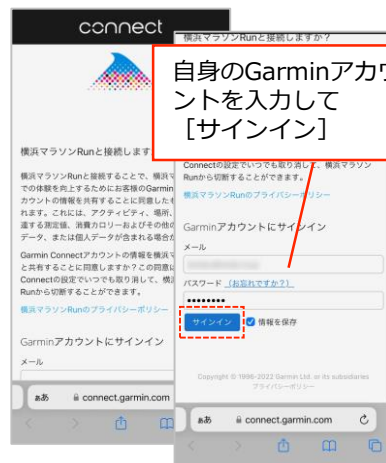 connect
横浜マラソンRunと接続します
横浜マラソンRunと接続することで、横浜マ
での体験を向上するためにお客様のGarmin
カウントの情報を共有することに同意したも
れます。これには、アクティビティ、場所、
連する測定値、消費カロリーおよびその他の
データ、または個人データが含まれる場合が
Garmin Connectアカウントの情報を横浜マ
と共有することに同意しますか?この同意は
Connectの設定でいつでも取り消して、横浜
Runから切断することができます。
横浜マラソンRunのプライバシーポリシー
Garminアカウントにサインイン
メール
ぁあ connect.garmin.com
横浜マラソンRunと接続しますか?
自身のGarminアカウ
ントを入力して
[サインイン]
Connectの設定でいつでも取り消して、横浜マラソン
Runから切断することができます。
横浜マラソンRunのプライバシーポリシー
Garminアカウントにサインイン
メール
パスワード (お忘れですか?)
サインイン 情報を保存
Copyright © 1996-2022 Garmin Ltd. or its subsidiaries
プライバシーポリシー
ぁあ connect.garmin.com